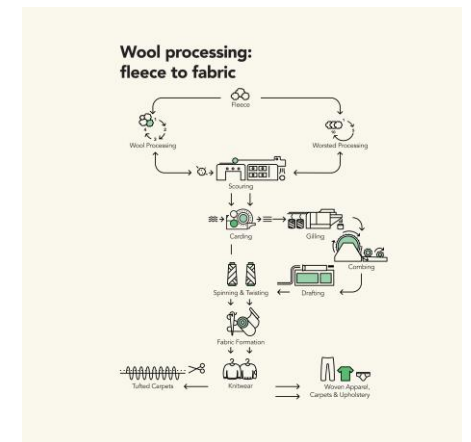 Wool processing:
fleece to fabric
Fleece
Wool Processing
Worsted Processing
Scouring
Carding
Gilling
Combing
Spinning & Twisting
Drafting
Fabric Formation
Tufted Carpets
Knitwear
Woven Apparel,
Carpets & Upholstery